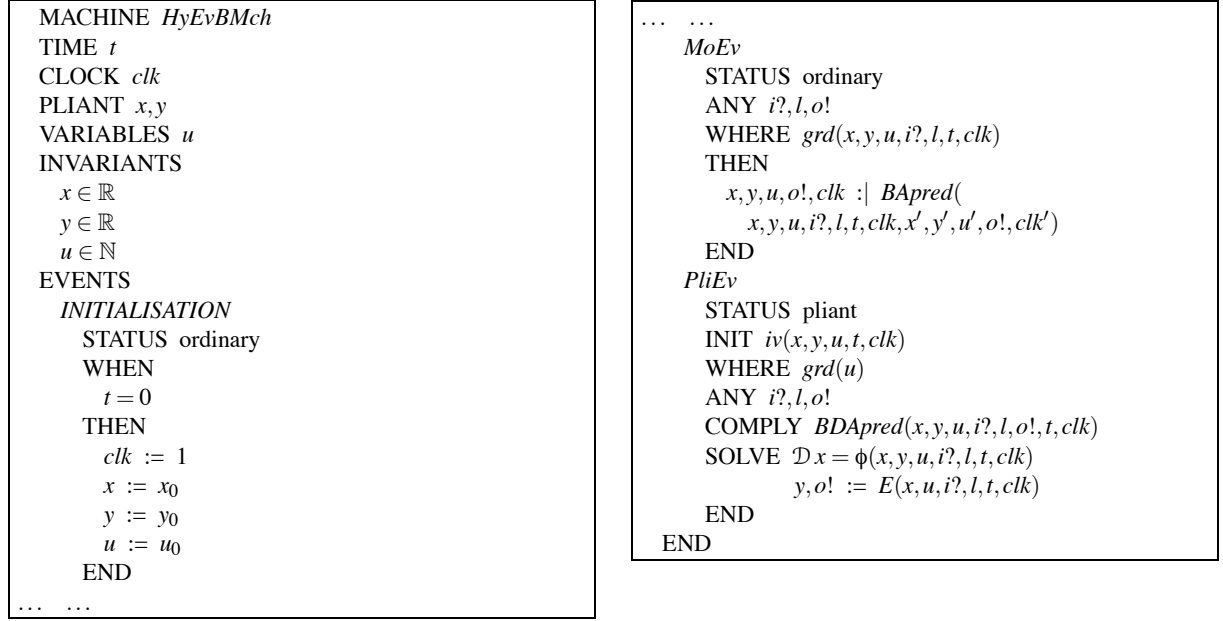 MACHINE HyEvBMch
TIME t
CLOCK clk
PLIANT x,y
VARIABLES u
INVARIANTS
x ∈ ℝ
y ∈ ℝ
u ∈ ℕ
EVENTS
INITIALISATION
STATUS ordinary
WHEN
t = 0
THEN
clk := 1
x := x₀
y := y₀
u := u₀
END
... ...
... ...
MoEv
STATUS ordinary
ANY i?,l,o!
WHERE grd(x,y,u,i?,l,t,clk)
THEN
x,y,u,o!,clk :| BApred(
x,y,u,i?,l,t,clk,x′,y′,u′,o!,clk′)
END
PliEv
STATUS pliant
INIT iv(x,y,u,t,clk)
WHERE grd(u)
ANY i?,l,o!
COMPLY BDApred(x,y,u,i?,l,o!,t,clk)
SOLVE 𝒟 x = ϕ(x,y,u,i?,l,t,clk)
y,o! := E(x,u,i?,l,t,clk)
END
END